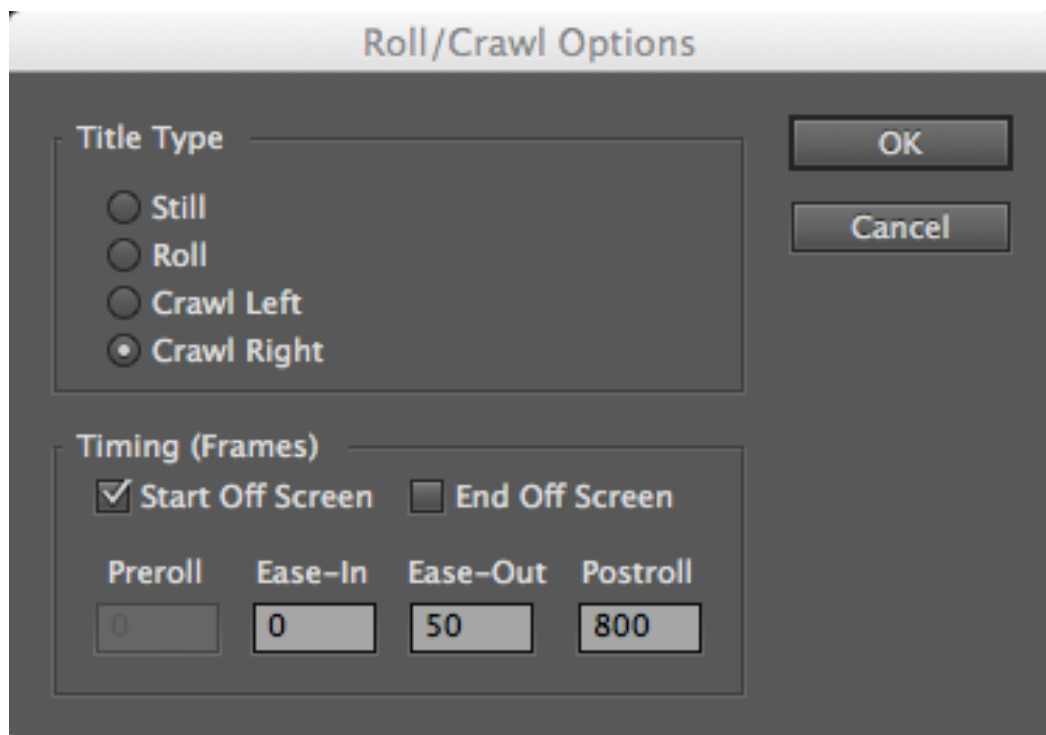 Roll/Crawl Options
Title Type
Still
Roll
Crawl Left
Crawl Right
OK
Cancel
Timing (Frames)
Start Off Screen End Off Screen
Preroll Ease-In Ease-Out Postroll
0 0 50 800